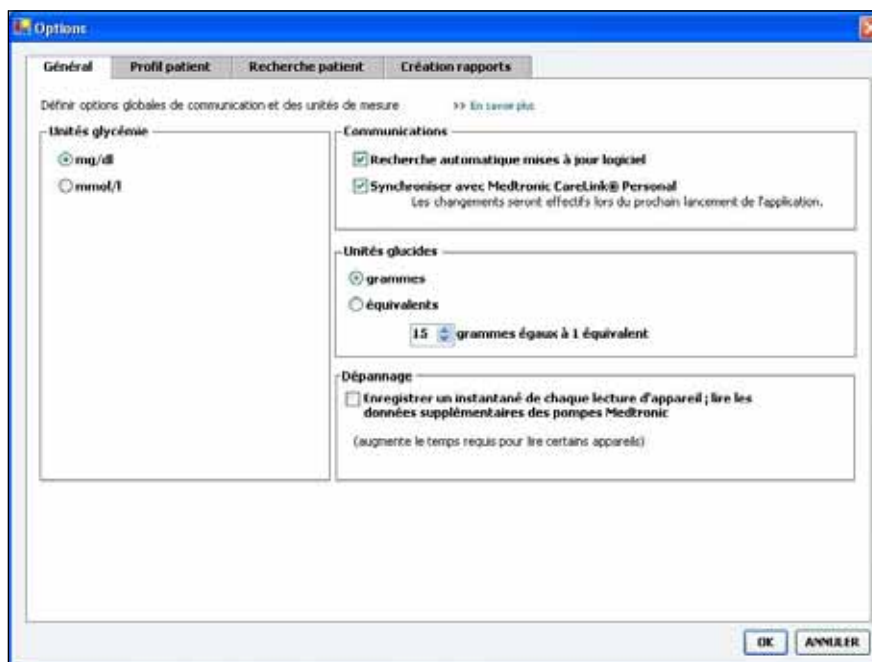 Options
Général Profil patient Recherche patient Création rapports
Définir options globales de communication et des unités de mesure >> En savoir plus
Unités glycémie
mg/dl
mmol/l
Communications
Recherche automatique mises à jour logiciel
Synchroniser avec Medtronic CareLink® Personal
Les changements seront effectifs lors du prochain lancement de l'application.
Unités glucides
grammes
équivalents
15 grammes égaux à 1 équivalent
Dépannage
Enregistrer un instantané de chaque lecture d'appareil ; lire les
données supplémentaires des pompes Medtronic
(augmente le temps requis pour lire certains appareils)
OK ANNULER